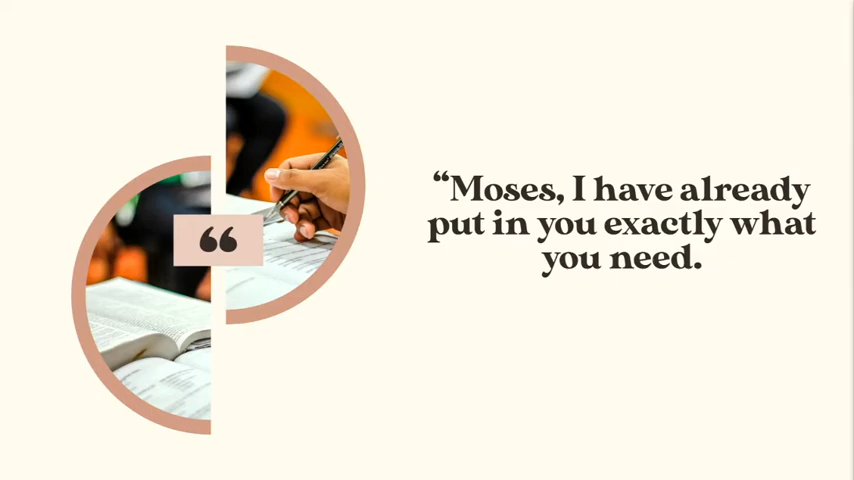 “
“Moses, I have already
put in you exactly what
you need.